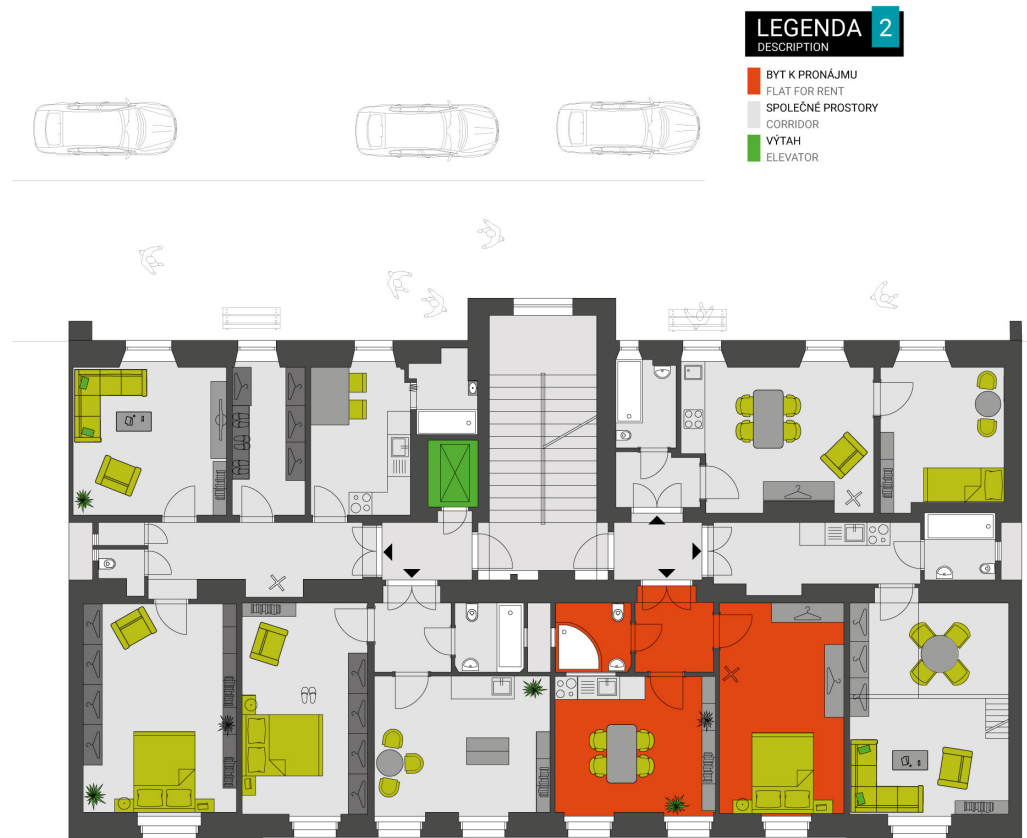 LEGENDA 2
DESCRIPTION
BYT K PRONÁJMU
FLAT FOR RENT
SPOLEČNÉ PROSTORY
CORRIDOR
VÝTAH
ELEVATOR